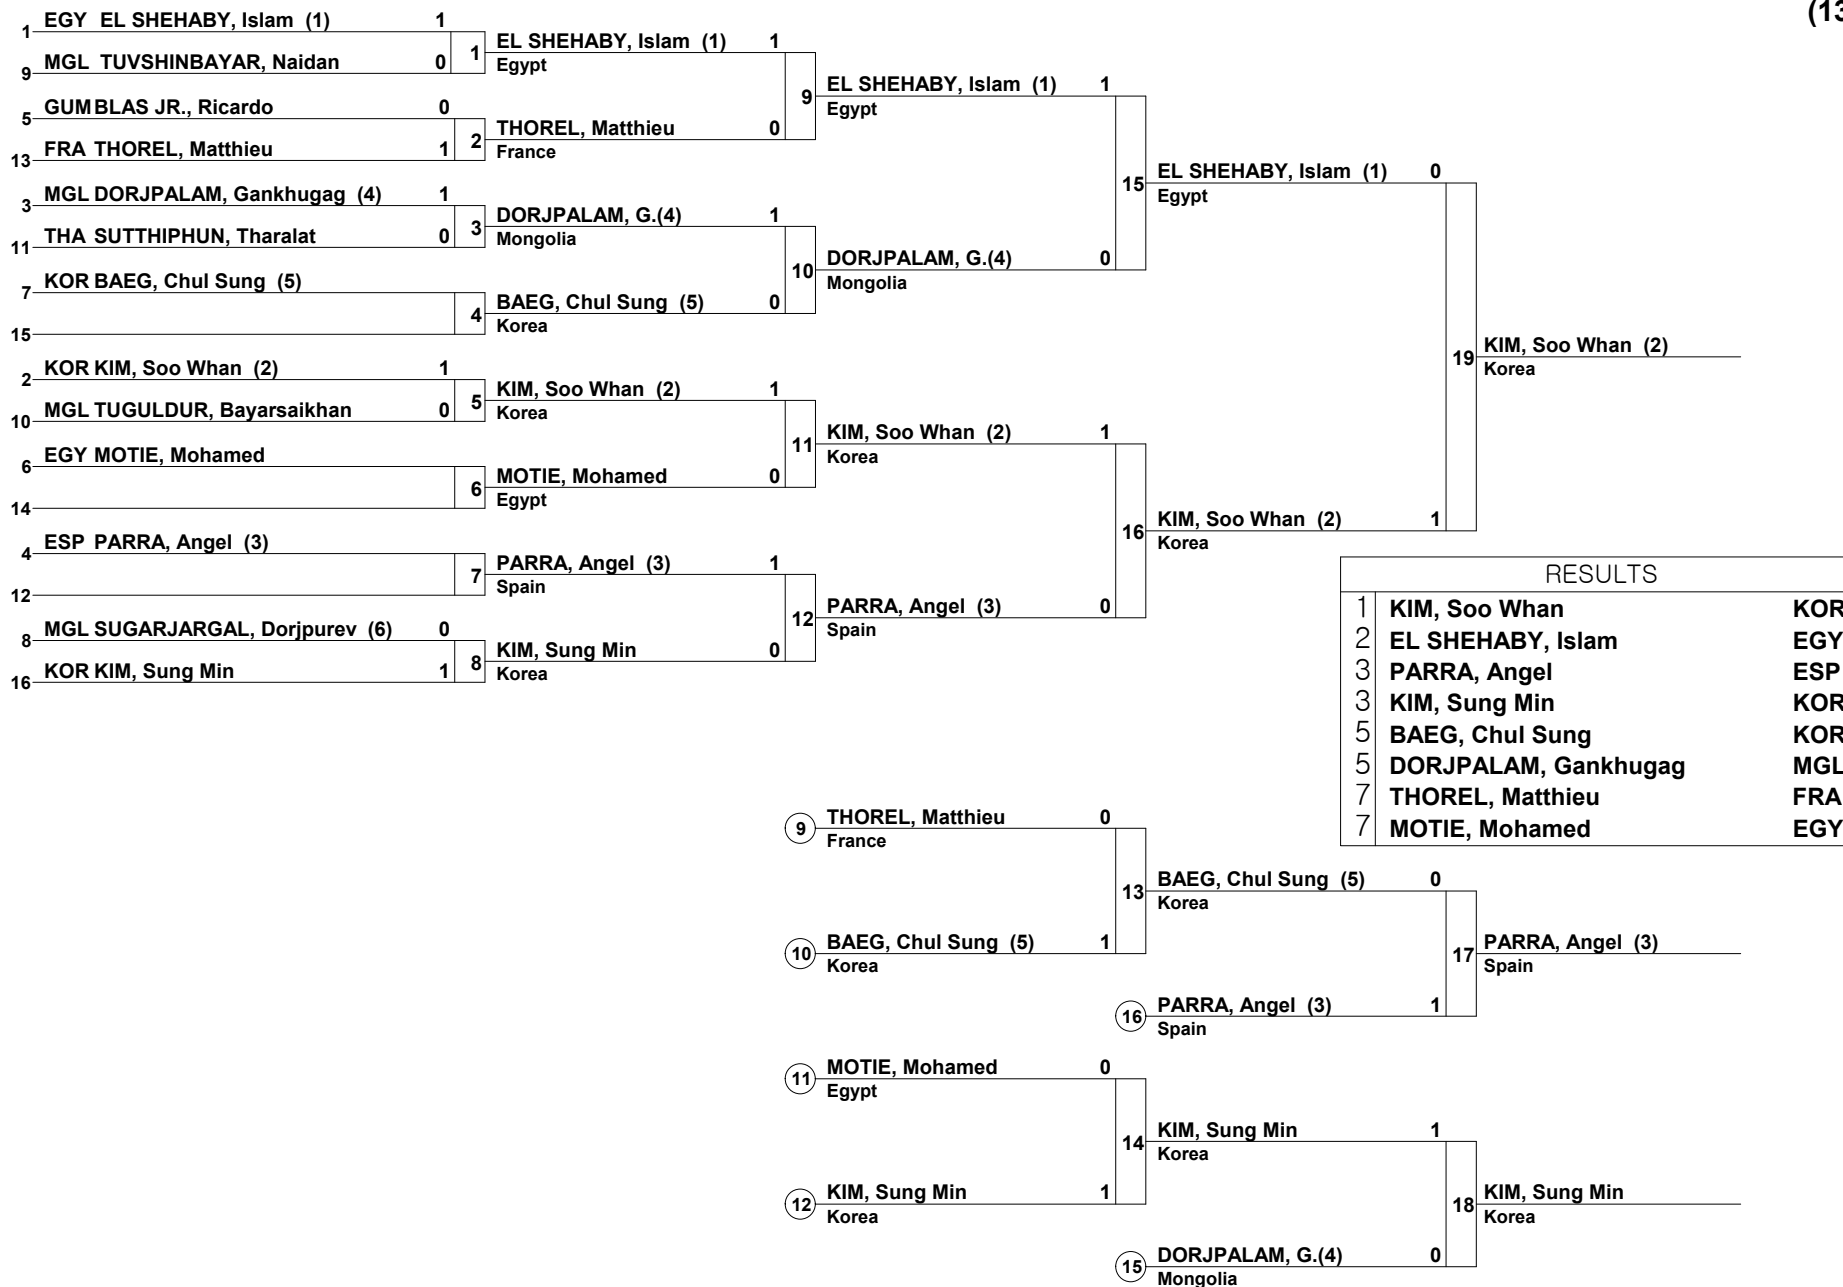 (13
1 EGY EL SHEHABY, Islam (1) 1
9 MGL TUVSHINBAYAR, Naidan 0
1
EL SHEHABY, Islam (1) 1
Egypt
5 GUM BLAS JR., Ricardo 0
13 FRA THOREL, Matthieu 1
2
THOREL, Matthieu 0
France
9
EL SHEHABY, Islam (1) 1
Egypt
3 MGL DORJPALAM, Gankhugag (4) 1
11 THA SUTTHIPHUN, Tharalat 0
3
DORJPALAM, G.(4) 1
Mongolia
7 KOR BAEG, Chul Sung (5)
15
4
BAEG, Chul Sung (5) 0
Korea
10
DORJPALAM, G.(4) 0
Mongolia
15
EL SHEHABY, Islam (1) 0
Egypt
2 KOR KIM, Soo Whan (2) 1
10 MGL TUGULDUR, Bayarsaikhan 0
5
KIM, Soo Whan (2) 1
Korea
6 EGY MOTIE, Mohamed
14
6
MOTIE, Mohamed 0
Egypt
11
KIM, Soo Whan (2) 1
Korea
4 ESP PARRA, Angel (3)
12
7
PARRA, Angel (3) 1
Spain
8 MGL SUGARJARGAL, Dorjpurev (6) 0
16 KOR KIM, Sung Min 1
8
KIM, Sung Min 0
Korea
12
PARRA, Angel (3) 0
Spain
16
KIM, Soo Whan (2) 1
Korea
19
KIM, Soo Whan (2)
Korea
RESULTS
1 KIM, Soo Whan KOR
2 EL SHEHABY, Islam EGY
3 PARRA, Angel ESP
3 KIM, Sung Min KOR
5 BAEG, Chul Sung KOR
5 DORJPALAM, Gankhugag MGL
7 THOREL, Matthieu FRA
7 MOTIE, Mohamed EGY
9 THOREL, Matthieu 0
France
10 BAEG, Chul Sung (5) 1
Korea
13
BAEG, Chul Sung (5) 0
Korea
16 PARRA, Angel (3) 1
Spain
17
PARRA, Angel (3)
Spain
11 MOTIE, Mohamed 0
Egypt
12 KIM, Sung Min 1
Korea
14
KIM, Sung Min 1
Korea
15 DORJPALAM, G.(4) 0
Mongolia
18
KIM, Sung Min
Korea